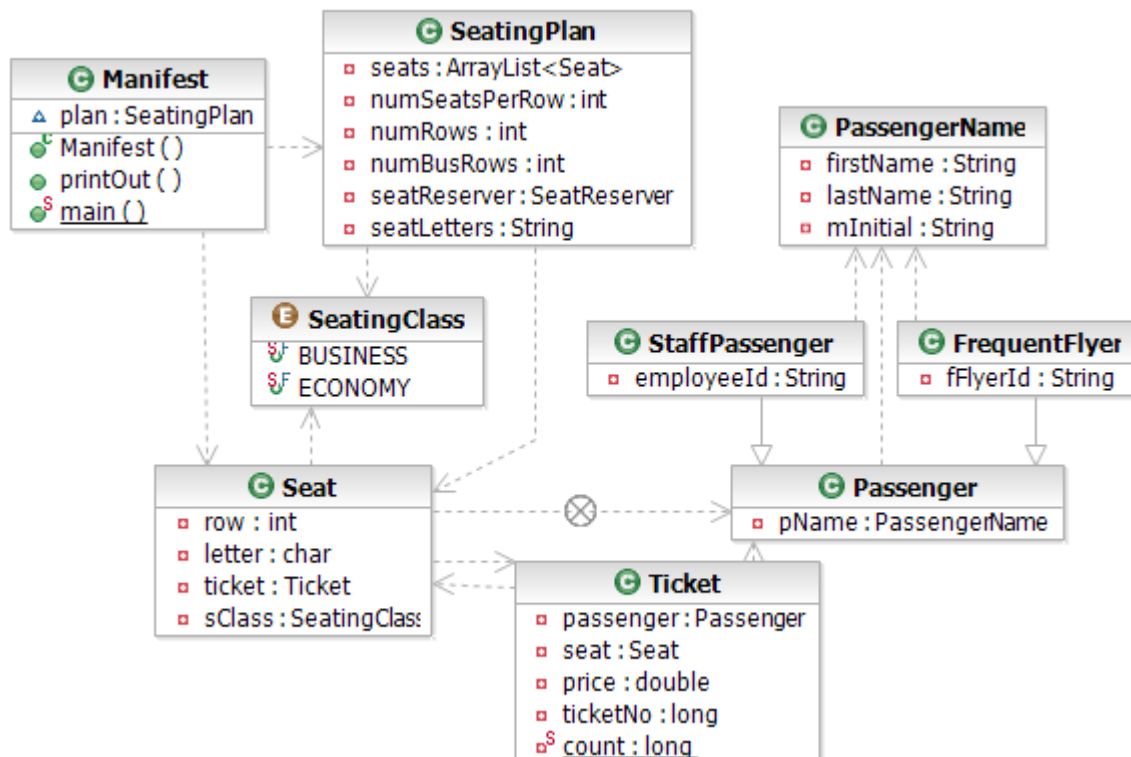 SeatingPlan
seats : ArrayList<Seat>
numSeatsPerRow : int
numRows : int
numBusRows : int
seatReserver : SeatReserver
seatLetters : String
Manifest
plan : SeatingPlan
Manifest ( )
printOut ( )
main ( )
PassengerName
firstName : String
lastName : String
mInitial : String
SeatingClass
BUSINESS
ECONOMY
StaffPassenger
employeeId : String
FrequentFlyer
fFlyerId : String
Seat
row : int
letter : char
ticket : Ticket
sClass : SeatingClass
Passenger
pName : PassengerName
Ticket
passenger : Passenger
seat : Seat
price : double
ticketNo : long
count : long